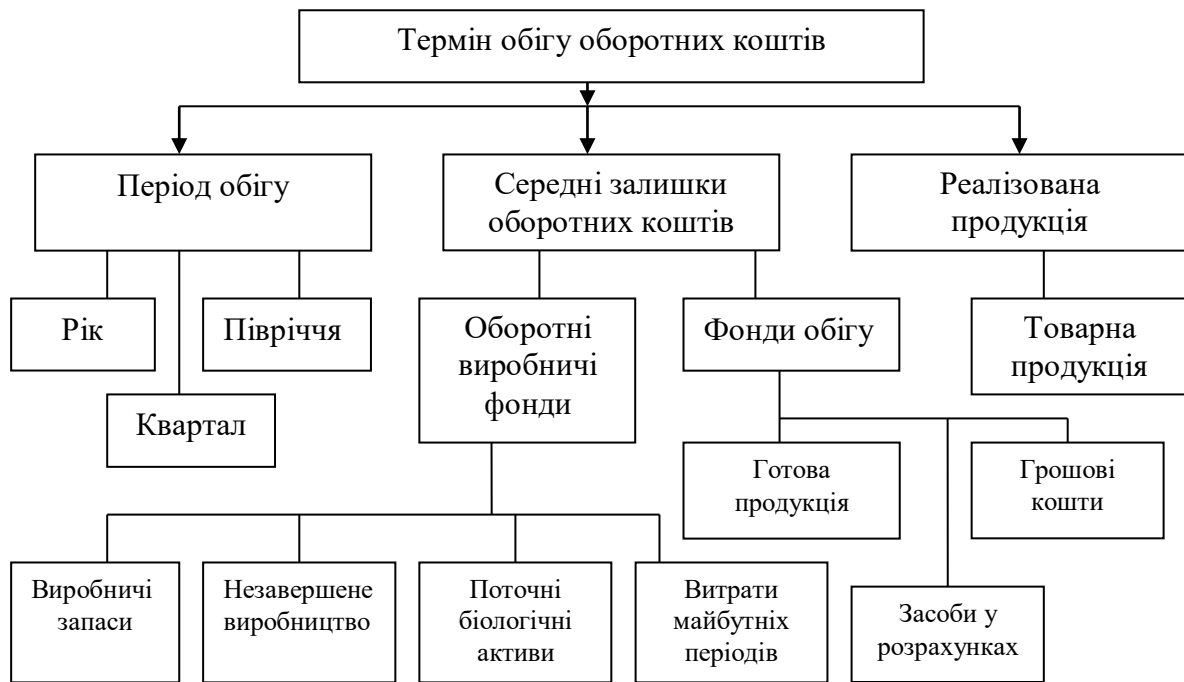 Термін обігу оборотних коштів
Період обігу
Середні залишки
оборотних коштів
Реалізована
продукція
Рік
Півріччя
Квартал
Оборотні
виробничі
фонди
Фонди обігу
Товарна
продукція
Готова
продукція
Грошові
кошти
Виробничі
запаси
Незавершене
виробництво
Поточні
біологічні
активи
Витрати
майбутніх
періодів
Засоби у
розрахунках